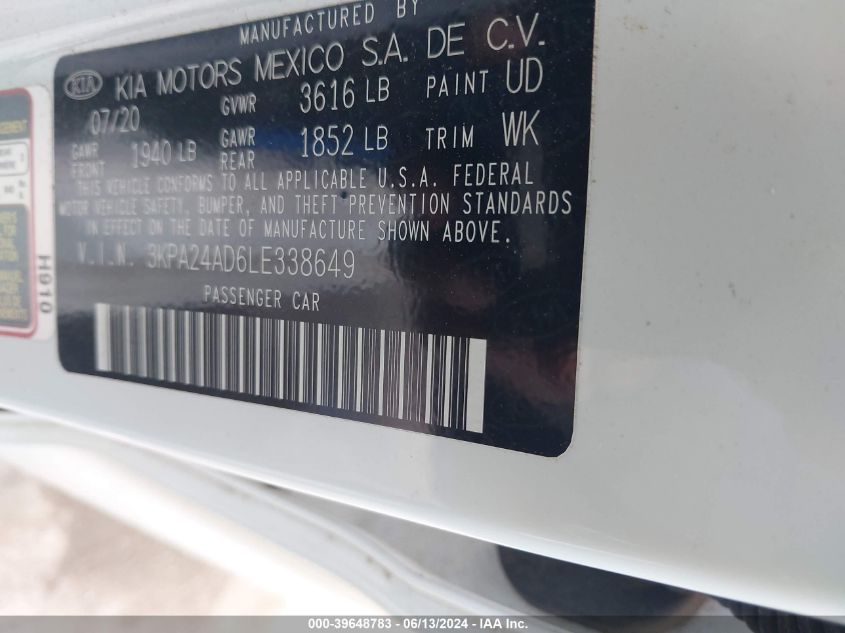 MANUFACTURED BY
KIA KIA MOTORS MEXICO S.A. DE C.V.
07/20 GVWR 3616 LB PAINT UD
GAWR FRONT 1940 LB GAWR REAR 1852 LB TRIM WK
THIS VEHICLE CONFORMS TO ALL APPLICABLE U.S.A. FEDERAL
MOTOR VEHICLE SAFETY, BUMPER, AND THEFT PREVENTION STANDARDS
IN EFFECT ON THE DATE OF MANUFACTURE SHOWN ABOVE.
V.I.N. 3KPA24AD6LE338649
PASSENGER CAR
H910
000-39648783 - 06/13/2024 - IAA Inc.